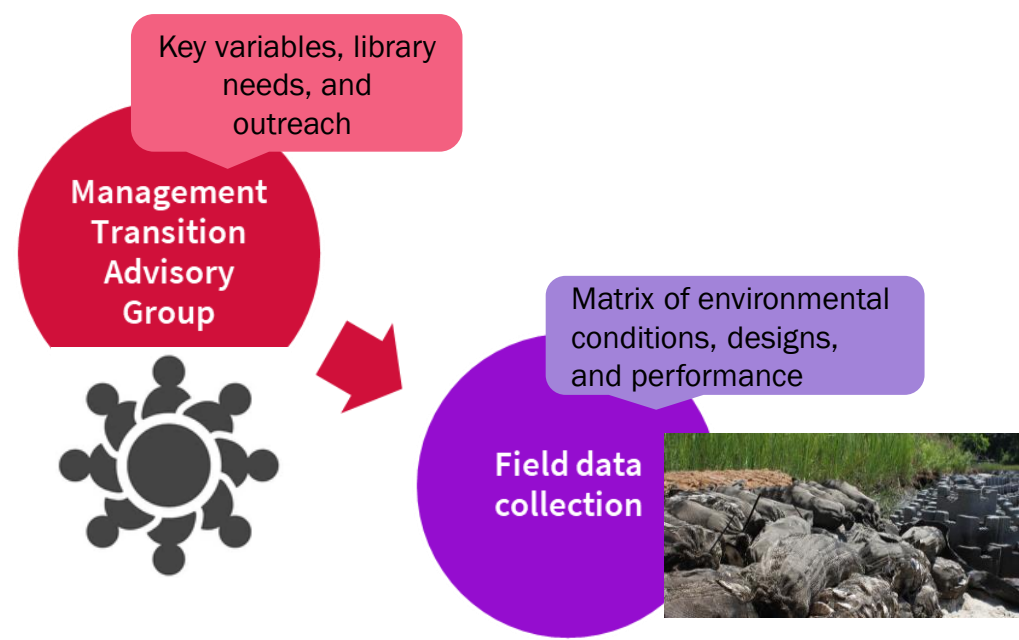 Key variables, library
needs, and
outreach
Management
Transition
Advisory
Group
Matrix of environmental
conditions, designs,
and performance
Field data
collection